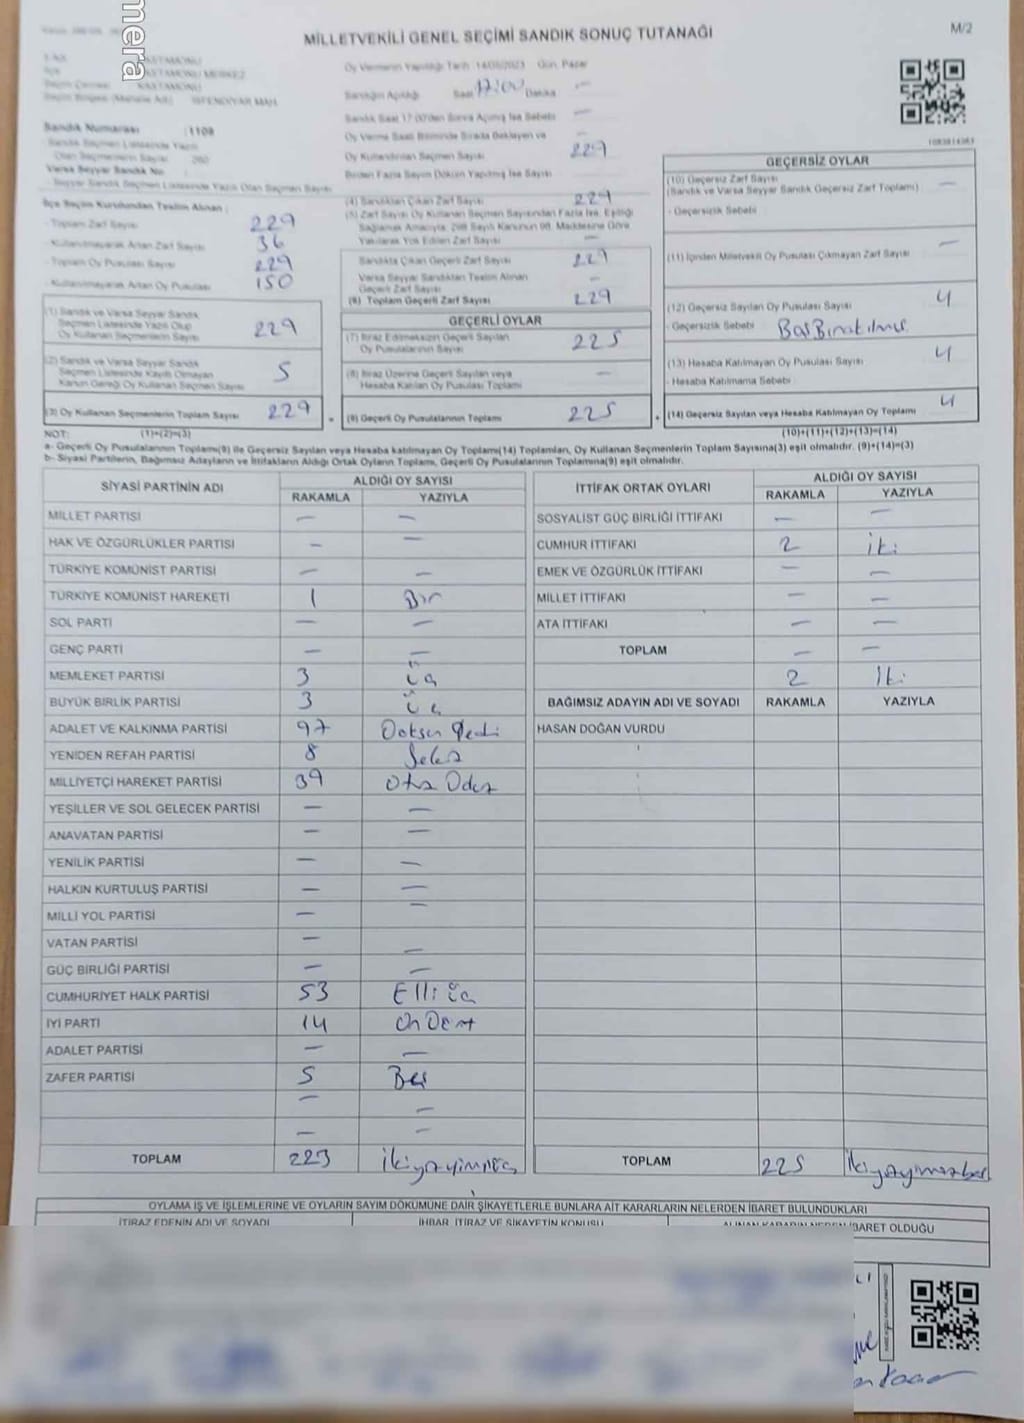 mera
MİLLETVEKİLİ GENEL SEÇİMİ SANDIK SONUÇ TUTANAĞI
M/2
KASTAMONU
KASTAMONU MERKEZ
KASTAMONU
İSFENDİYAR MAH.
Sandık Numarası : 1109
- Sandık Seçmen Listesinde Yazılı
Olan Seçmenlerin Sayısı 260
Varsa Seyyar Sandık No
- Seyyar Sandık Seçmen Listesinde Yazılı Olan Seçmen Sayısı
İlçe Seçim Kurulundan Teslim Alınan :
- Toplam Zarf Sayısı 229
- Kullanılmayarak Artan Zarf Sayısı 36
- Toplam Oy Pusulası Sayısı 229
- Kullanılmayarak Artan Oy Pusulası 150
Oy Vermenin Yapıldığı Tarih : 14/05/2023 Gün: Pazar
Sandığın Açıldığı Saat 17:00 Dakika —
Sandık Saat 17:00'den Sonra Açılmış İse Sebebi —
Oy Verme Saati Bitiminde Sırada Bekleyen ve
Oy Kullandırılan Seçmen Sayısı 229
Birden Fazla Sayım Döküm Yapılmış İse Sayısı
(4) Sandıktan Çıkan Zarf Sayısı 229
(5) Zarf Sayısı Oy Kullanan Seçmen Sayısından Fazla İse, Eşitliği
Sağlamak Amacıyla, 298 Sayılı Kanunun 98. Maddesine Göre
Yakılarak Yok Edilen Zarf Sayısı —
Sandıkta Çıkan Geçerli Zarf Sayısı 229
Varsa Seyyar Sandıktan Teslim Alınan
Geçerli Zarf Sayısı —
(6) Toplam Geçerli Zarf Sayısı 229
GEÇERSİZ OYLAR
(10) Geçersiz Zarf Sayısı —
(Sandık ve Varsa Seyyar Sandık Geçersiz Zarf Toplamı)
- Geçersizlik Sebebi
(11) İçinden Milletvekili Oy Pusulası Çıkmayan Zarf Sayısı —
(12) Geçersiz Sayılan Oy Pusulası Sayısı 4
- Geçersizlik Sebebi Boş Bırakılmış
(13) Hesaba Katılmayan Oy Pusulası Sayısı 4
- Hesaba Katılmama Sebebi
(14) Geçersiz Sayılan veya Hesaba Katılmayan Oy Toplamı 4
(1) Sandık ve Varsa Seyyar Sandık
Seçmen Listesinde Yazılı Olup
Oy Kullanan Seçmenlerin Sayısı 229
(2) Sandık ve Varsa Seyyar Sandık
Seçmen Listesinde Kayıtlı Olmayan
Kanun Gereği Oy Kullanan Seçmen Sayısı 5
(3) Oy Kullanan Seçmenlerin Toplam Sayısı 229
GEÇERLİ OYLAR
(7) İtiraz Edilmeksizin Geçerli Sayılan
Oy Pusulalarının Sayısı 225
(8) İtiraz Üzerine Geçerli Sayılan veya
Hesaba Katılan Oy Pusulası Toplamı —
(9) Geçerli Oy Pusulalarının Toplamı 225
NOT: (1)+(2)=(3)
(10)+(11)+(12)+(13)=(14)
a- Geçerli Oy Pusulalarının Toplamı(9) ile Geçersiz Sayılan veya Hesaba katılmayan Oy Toplamı(14) Toplamları, Oy Kullanan Seçmenlerin Toplam Sayısına(3) eşit olmalıdır. (9)+(14)=(3)
b- Siyasi Partilerin, Bağımsız Adayların ve İttifakların Aldığı Ortak Oyların Toplamı, Geçerli Oy Pusulalarının Toplamına(9) eşit olmalıdır.
SİYASİ PARTİNİN ADI ALDIĞI OY SAYISI
RAKAMLA YAZIYLA
MİLLET PARTİSİ — —
HAK VE ÖZGÜRLÜKLER PARTİSİ — —
TÜRKİYE KOMÜNİST PARTİSİ — —
TÜRKİYE KOMÜNİST HAREKETİ 1 Bir
SOL PARTİ — —
GENÇ PARTİ — —
MEMLEKET PARTİSİ 3 Üç
BÜYÜK BİRLİK PARTİSİ 3 Üç
ADALET VE KALKINMA PARTİSİ 97 Doksan Yedi
YENİDEN REFAH PARTİSİ 8 Sekiz
MİLLİYETÇİ HAREKET PARTİSİ 39 Otuz Dokuz
YEŞİLLER VE SOL GELECEK PARTİSİ — —
ANAVATAN PARTİSİ — —
YENİLİK PARTİSİ — —
HALKIN KURTULUŞ PARTİSİ — —
MİLLİ YOL PARTİSİ — —
VATAN PARTİSİ — —
GÜÇ BİRLİĞİ PARTİSİ — —
CUMHURİYET HALK PARTİSİ 53 Elli üç
İYİ PARTİ 14 On Dört
ADALET PARTİSİ — —
ZAFER PARTİSİ 5 Beş
— —
— —
TOPLAM 223 İkiyüzyirmiüç
İTTİFAK ORTAK OYLARI ALDIĞI OY SAYISI
RAKAMLA YAZIYLA
SOSYALİST GÜÇ BİRLİĞİ İTTİFAKI — —
CUMHUR İTTİFAKI 2 İki
EMEK VE ÖZGÜRLÜK İTTİFAKI — —
MİLLET İTTİFAKI — —
ATA İTTİFAKI — —
TOPLAM — —
2 İki
BAĞIMSIZ ADAYIN ADI VE SOYADI RAKAMLA YAZIYLA
HASAN DOĞAN VURDU
TOPLAM 225 İkiyüzyirmibeş
OYLAMA İŞ VE İŞLEMLERİNE VE OYLARIN SAYIM DÖKÜMÜNE DAİR ŞİKAYETLERLE BUNLARA AİT KARARLARIN NELERDEN İBARET BULUNDUKLARI
İTİRAZ EDENİN ADI VE SOYADI İHBAR, İTİRAZ VE ŞİKAYETİN KONUSU ALINAN KARARIN NEDEN İBARET OLDUĞU